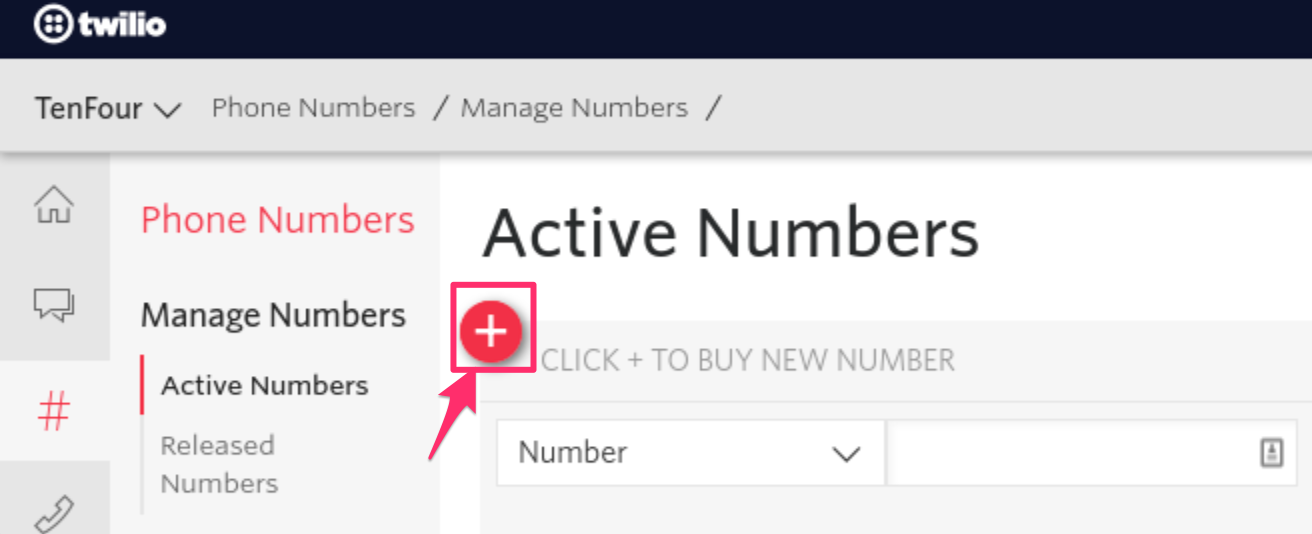 twilio
TenFour Phone Numbers / Manage Numbers /
Phone Numbers
Manage Numbers
Active Numbers
Released
Numbers
#
Active Numbers
+
CLICK + TO BUY NEW NUMBER
Number